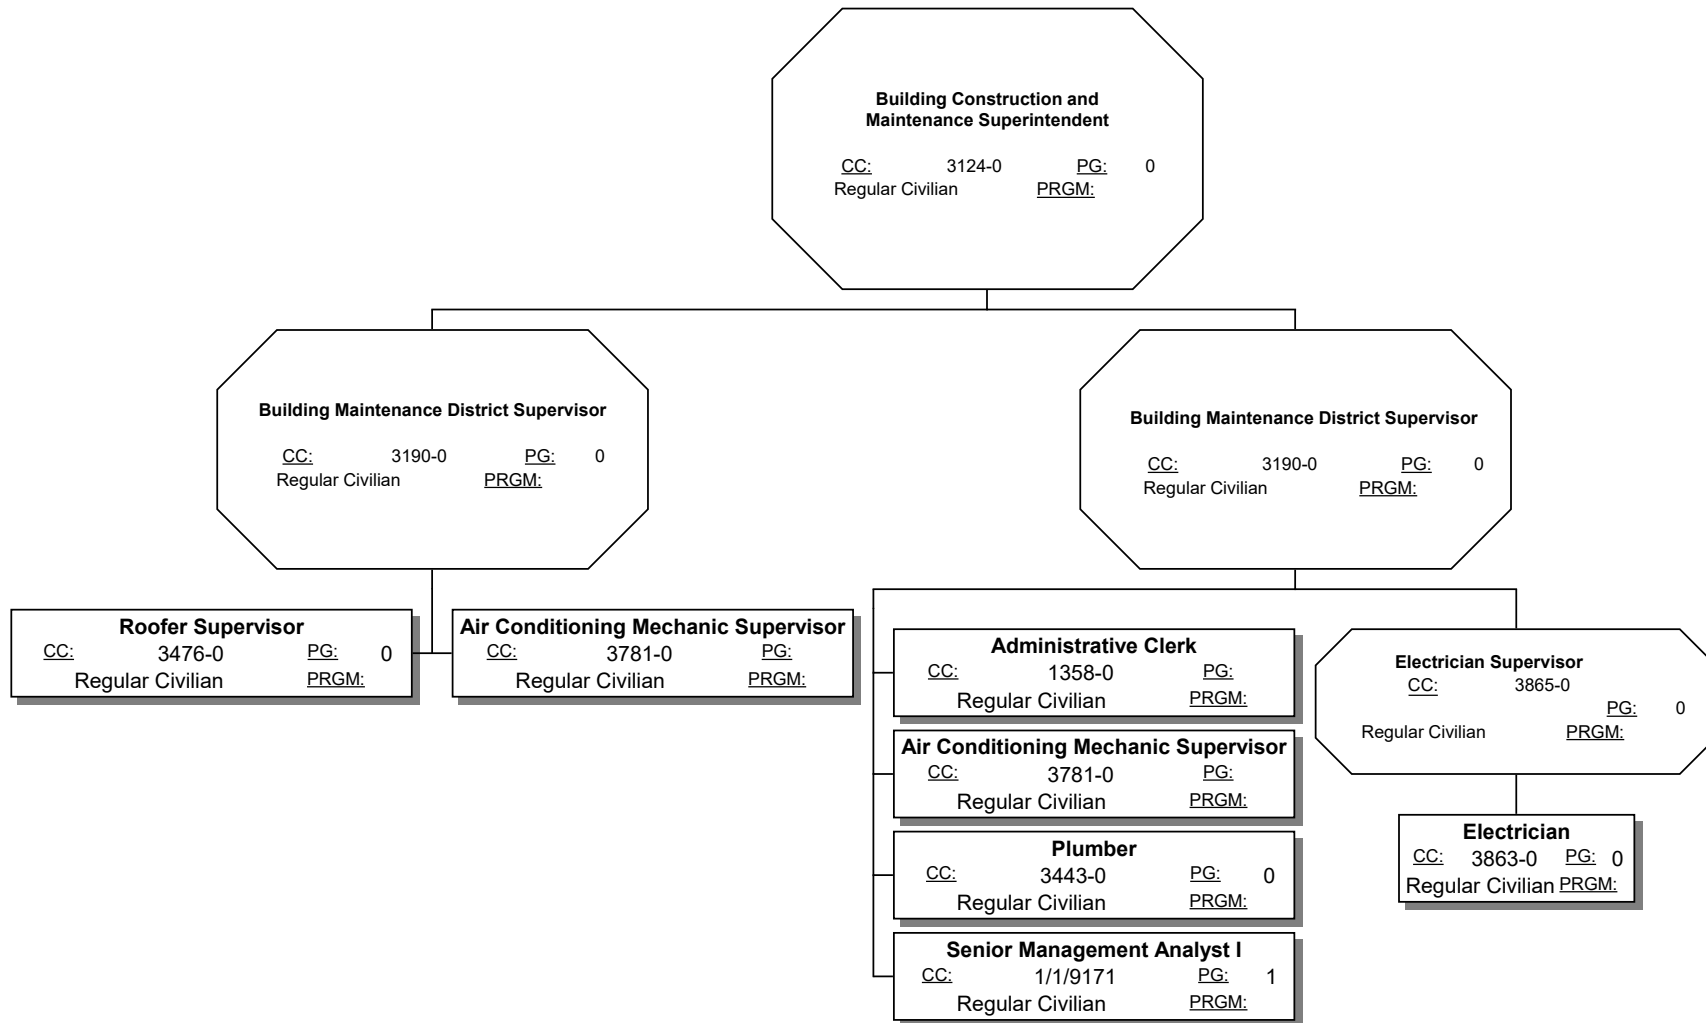 Building Construction and
Maintenance Superintendent
CC: 3124-0 PG: 0
Regular Civilian PRGM:
Building Maintenance District Supervisor
CC: 3190-0 PG: 0
Regular Civilian PRGM:
Building Maintenance District Supervisor
CC: 3190-0 PG: 0
Regular Civilian PRGM:
Roofer Supervisor
CC: 3476-0 PG: 0
Regular Civilian PRGM:
Air Conditioning Mechanic Supervisor
CC: 3781-0 PG:
Regular Civilian PRGM:
Administrative Clerk
CC: 1358-0 PG:
Regular Civilian PRGM:
Air Conditioning Mechanic Supervisor
CC: 3781-0 PG:
Regular Civilian PRGM:
Plumber
CC: 3443-0 PG: 0
Regular Civilian PRGM:
Senior Management Analyst I
CC: 1/1/9171 PG: 1
Regular Civilian PRGM:
Electrician Supervisor
CC: 3865-0
PG: 0
Regular Civilian PRGM:
Electrician
CC: 3863-0 PG: 0
Regular Civilian PRGM: